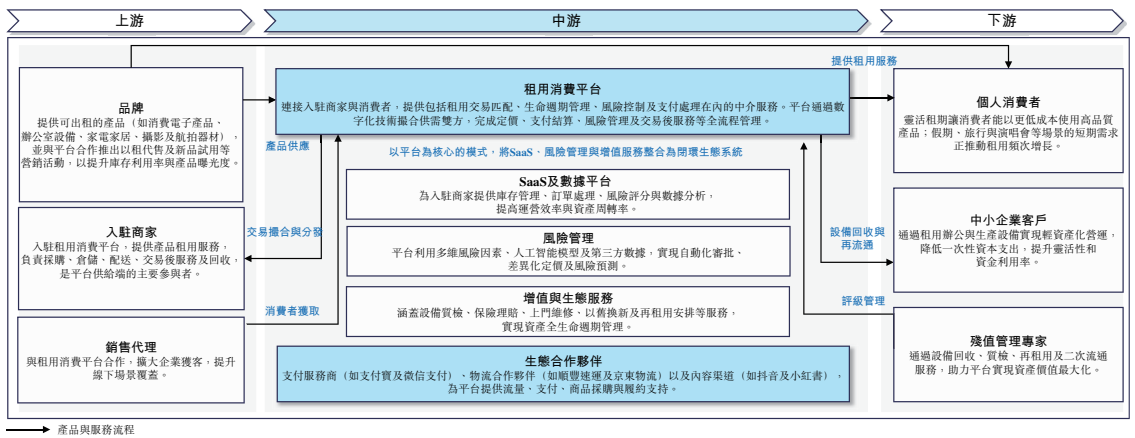 上游
中游
下游
品牌
提供可出租的產品（如消費電子產品、
辦公室設備、家電家居、攝影及航拍器材），
並與平台合作推出以租代售及新品試用等
營銷活動，以提升庫存利用率與產品曝光度。
入駐商家
入駐租用消費平台，提供產品租用服務，
負責採購、倉儲、配送、交易後服務及回收，
是平台供給端的主要參與者。
銷售代理
與租用消費平台合作，擴大企業獲客，提升
線下場景覆蓋。
產品供應
交易撮合與分發
消費者獲取
租用消費平台
連接入駐商家與消費者，提供包括租用交易匹配、生命週期管理、風險控制及支付處理在內的中介服務。平台通過數
字化技術撮合供需雙方，完成定價、支付結算、風險管理及交易後服務等全流程管理。
以平台為核心的模式，將SaaS、風險管理與增值服務整合為閉環生態系統
SaaS及數據平台
為入駐商家提供庫存管理、訂單處理、風險評分與數據分析，
提高運營效率與資產周轉率。
風險管理
平台利用多維風險因素、人工智能模型及第三方數據，實現自動化審批、
差異化定價及風險預測。
增值與生態服務
涵蓋設備質檢、保險理賠、上門維修、以舊換新及再租用安排等服務，
實現資產全生命週期管理。
生態合作夥伴
支付服務商（如支付寶及微信支付）、物流合作夥伴（如順豐速運及京東物流）以及內容渠道（如抖音及小紅書），
為平台提供流量、支付、商品採購與履約支持。
提供租用服務
設備回收與
再流通
評級管理
個人消費者
靈活租期讓消費者能以更低成本使用高品質
產品；假期、旅行與演唱會等場景的短期需求
正推動租用頻次增長。
中小企業客戶
通過租用辦公與生產設備實現輕資產化營運，
降低一次性資本支出，提升靈活性和
資金利用率。
殘值管理專家
通過設備回收、質檢、再租用及二次流通
服務，助力平台實現資產價值最大化。
產品與服務流程